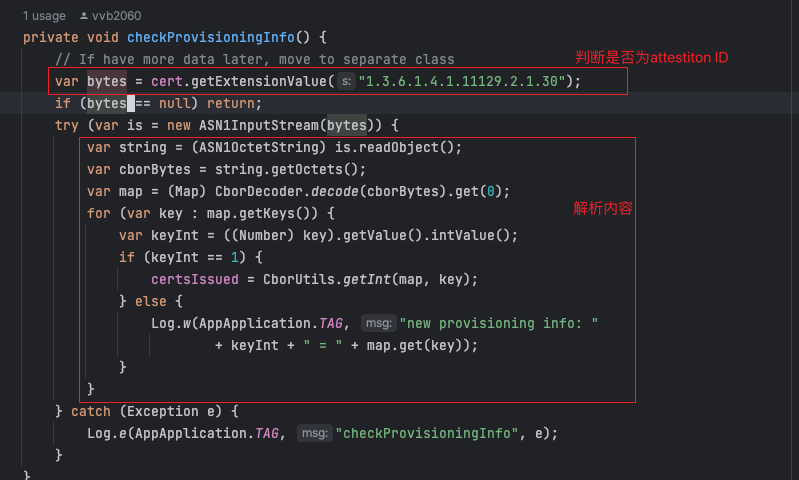 1 usage vvb2060
private void checkProvisioningInfo() {
// If have more data later, move to separate class
判断是否为attestiton ID
var bytes = cert.getExtensionValue( s: "1.3.6.1.4.1.11129.2.1.30");
if (bytes == null) return;
try (var is = new ASN1InputStream(bytes)) {
var string = (ASN1OctetString) is.readObject();
var cborBytes = string.getOctets();
var map = (Map) CborDecoder.decode(cborBytes).get(0);
for (var key : map.getKeys()) {
解析内容
var keyInt = ((Number) key).getValue().intValue();
if (keyInt == 1) {
certsIssued = CborUtils.getInt(map, key);
} else {
Log.w(AppApplication.TAG, msg: "new provisioning info: "
+ keyInt + " = " + map.get(key));
}
}
} catch (Exception e) {
Log.e(AppApplication.TAG, msg: "checkProvisioningInfo", e);
}
}